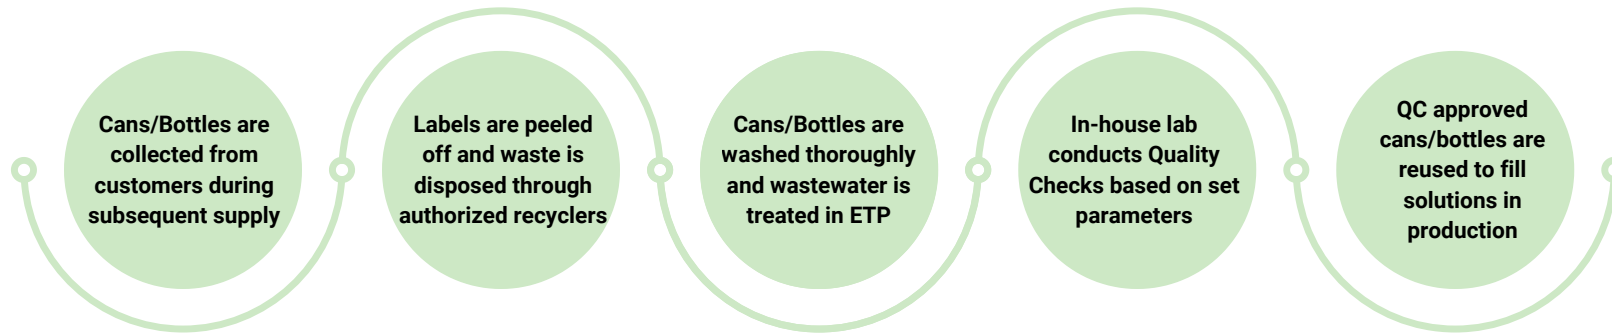 Cans/Bottles are
collected from
customers during
subsequent supply
Labels are peeled
off and waste is
disposed through
authorized recyclers
Cans/Bottles are
washed thoroughly
and wastewater is
treated in ETP
In-house lab
conducts Quality
Checks based on set
parameters
QC approved
cans/bottles are
reused to fill
solutions in
production